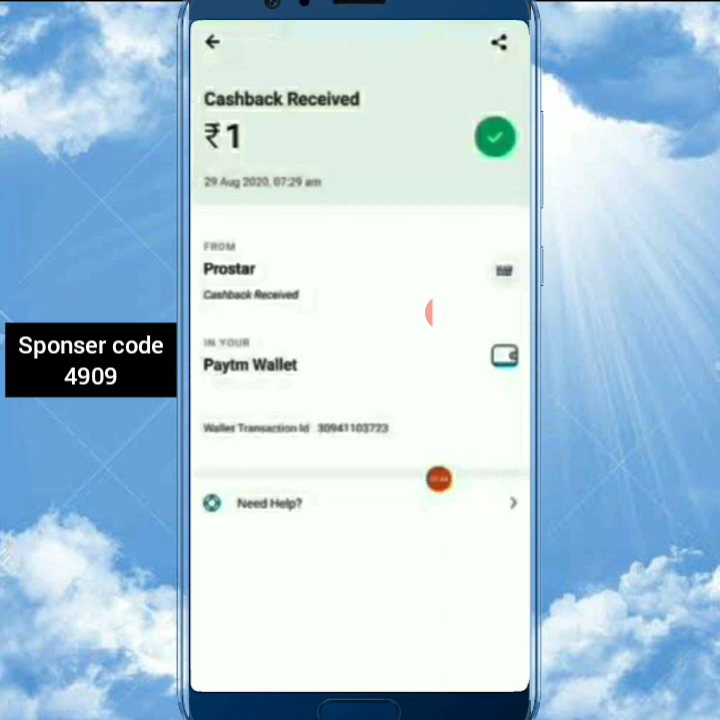 Cashback Received
₹1
29 Aug 2020, 07:29 am
FROM
Prostar
Cashback Received
IN YOUR
Paytm Wallet
Wallet Transaction Id 30941103723
Need Help?
Sponser code
4909